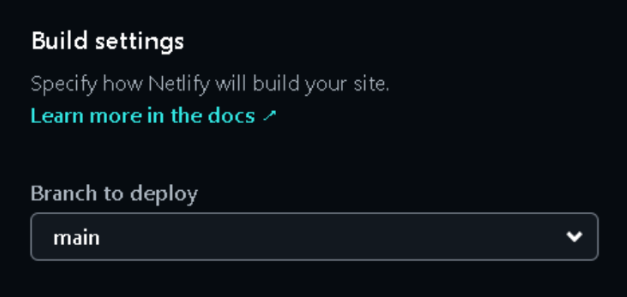 Build settings
Specify how Netlify will build your site.
Learn more in the docs ↗
Branch to deploy
main